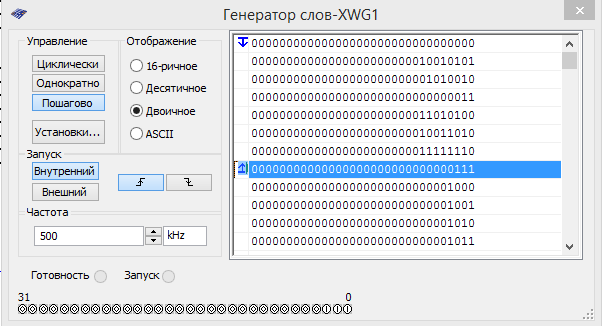 Генератор слов-XWG1
Управление
Циклически
Однократно
Пошагово
Установки...
Отображение
16-ричное
Десятичное
Двоичное
ASCII
Запуск
Внутренний
Внешний
Частота
500
kHz
Готовность
Запуск
00000000000000000000000000000000
00000000000000000000000010010101
00000000000000000000000001010010
00000000000000000000000000000011
00000000000000000000000011010100
00000000000000000000000010011010
00000000000000000000000011111110
00000000000000000000000000000111
00000000000000000000000000001000
00000000000000000000000000001001
00000000000000000000000000001010
00000000000000000000000000001011
31 0
00000000000000000000000000000111